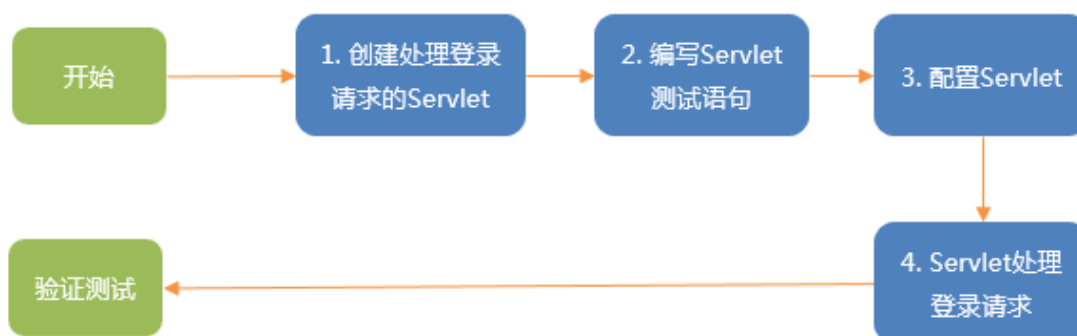 开始
1. 创建处理登录
请求的Servlet
2. 编写Servlet
测试语句
3. 配置Servlet
4. Servlet处理
登录请求
验证测试